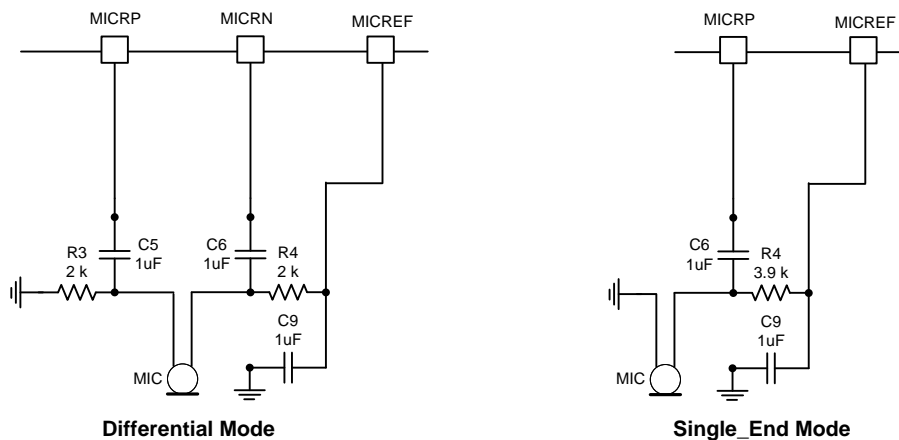 MICRP
MICRN
MICREF
R3
2 k
C5
1uF
C6
1uF
R4
2 k
C9
1uF
MIC
Differential Mode
MICRP
MICREF
C6
1uF
R4
3.9 k
C9
1uF
MIC
Single_End Mode